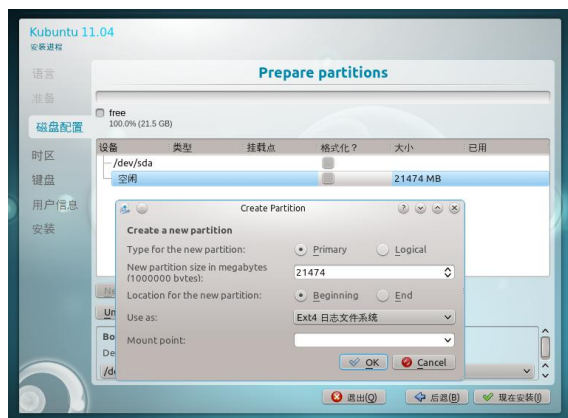 Kubuntu 11.04
安装进程
语言
准备
磁盘配置
时区
键盘
用户信息
安装
Prepare partitions
free
100.0% (21.5 GB)
设备 类型 挂载点 格式化？ 大小 已用
/dev/sda
空闲 21474 MB
Create Partition
Create a new partition
Type for the new partition: Primary Logical
New partition size in megabytes
(1000000 bytes): 21474
Location for the new partition: Beginning End
Use as: Ext4 日志文件系统
Mount point:
OK Cancel
Ne
Un
Bo
De
/de
退出(Q) 后退(B) 现在安装(I)